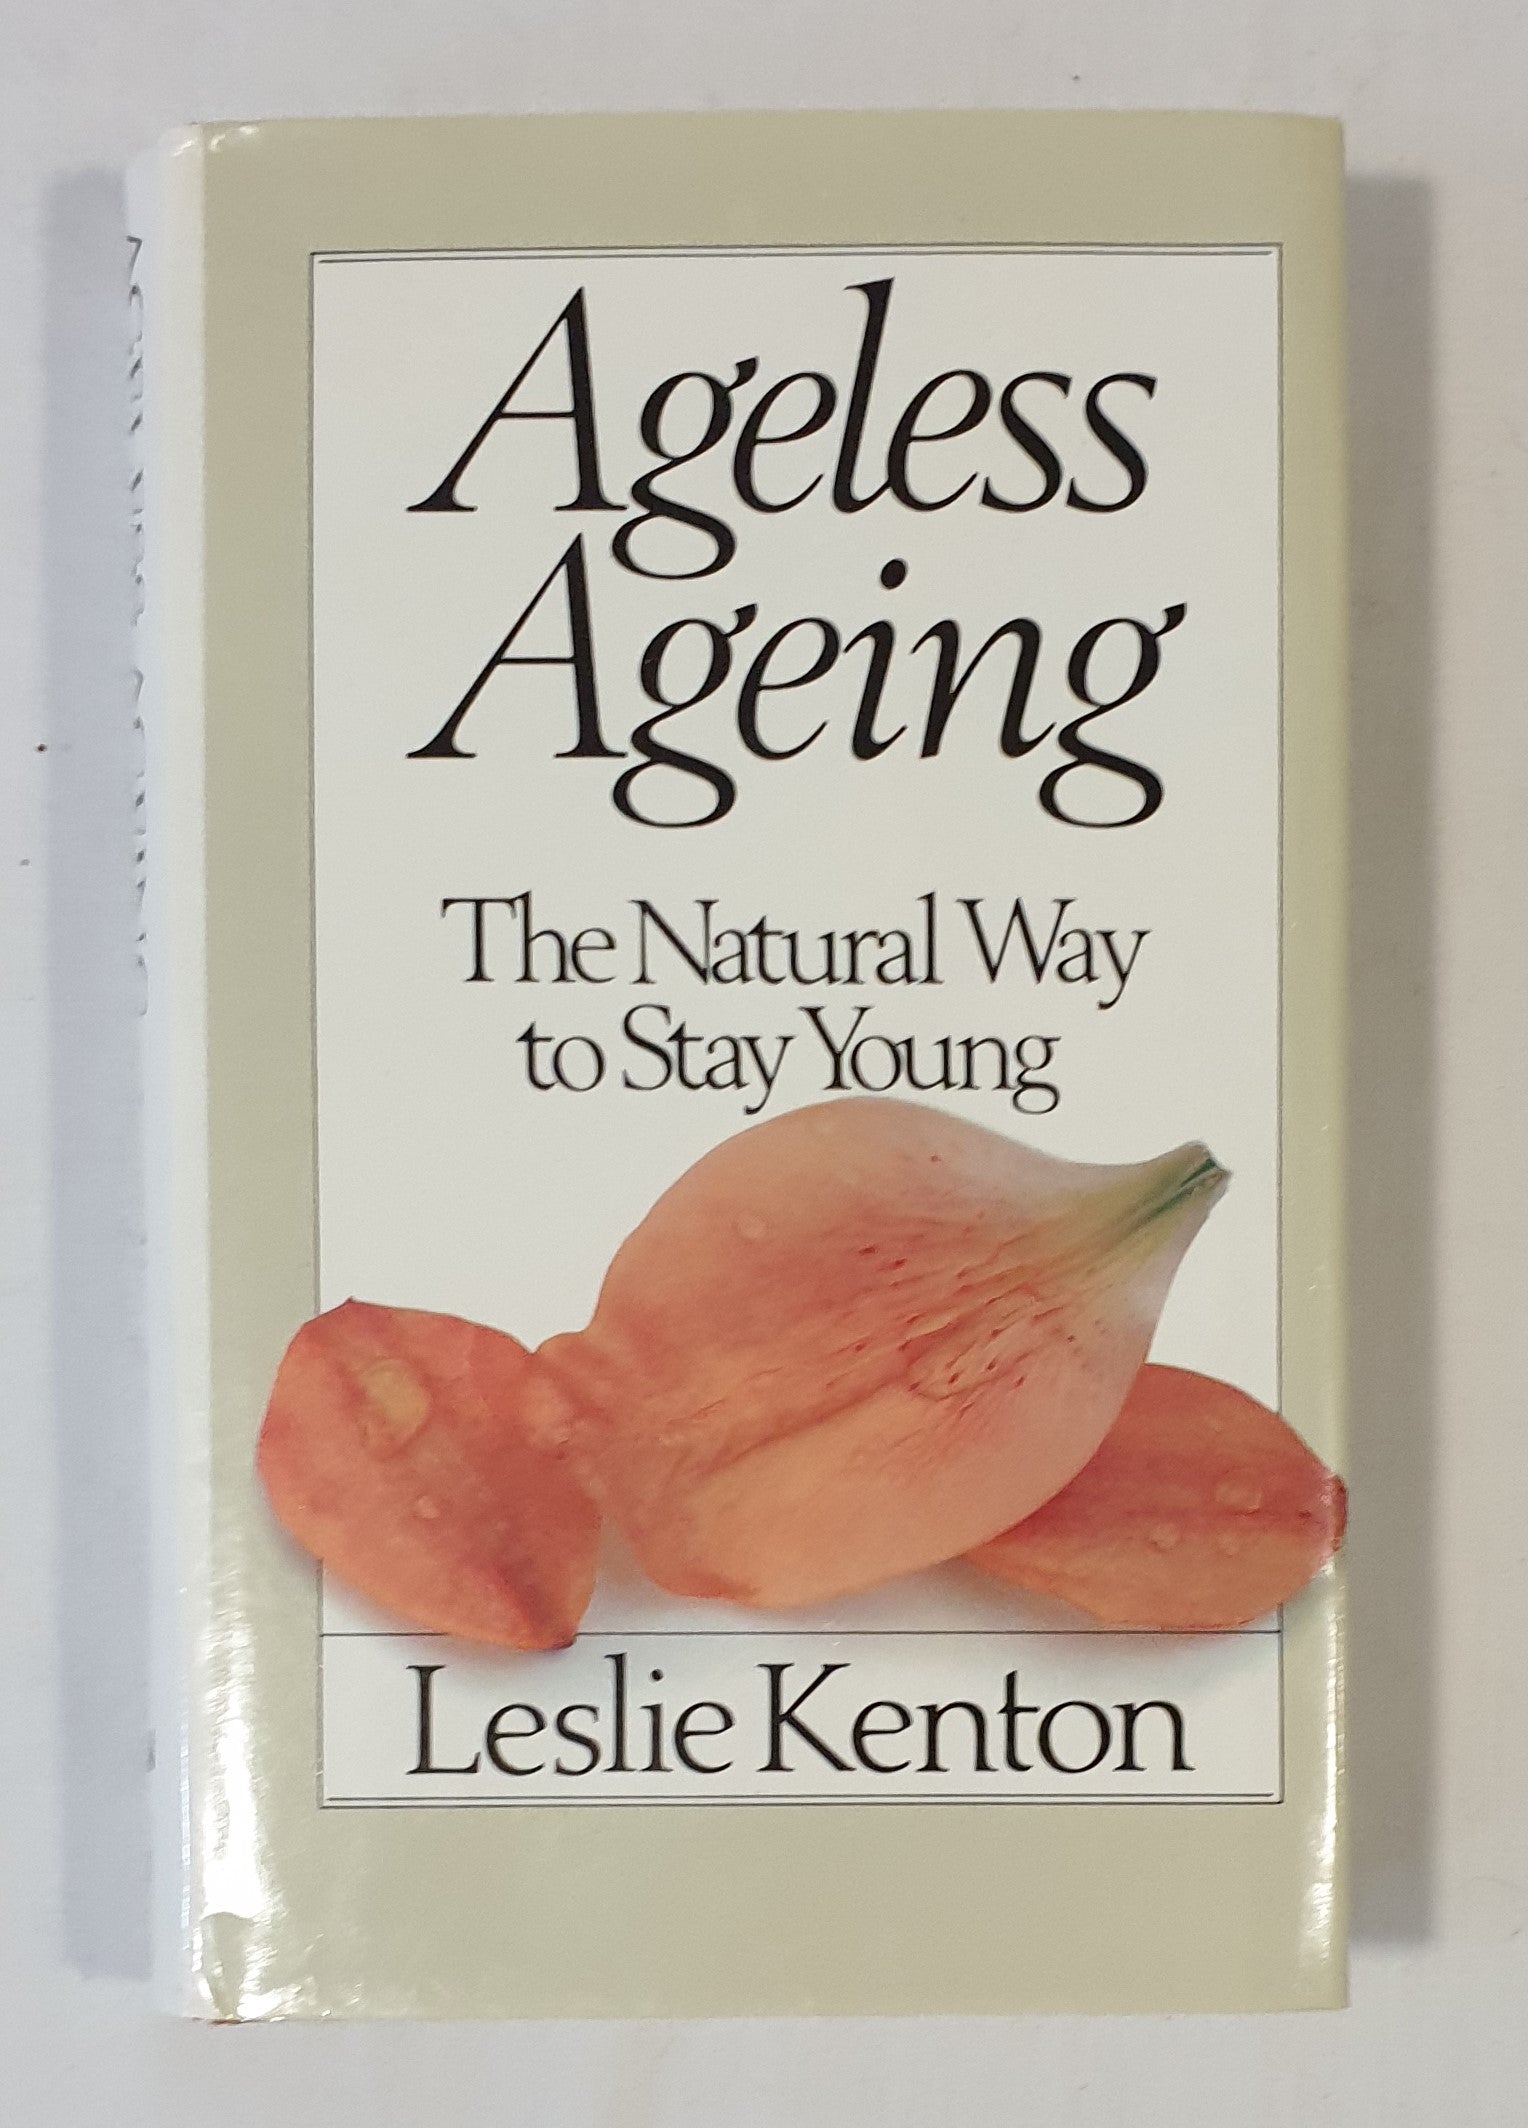 Ageless
Ageing
The Natural Way
to Stay Young
Leslie Kenton